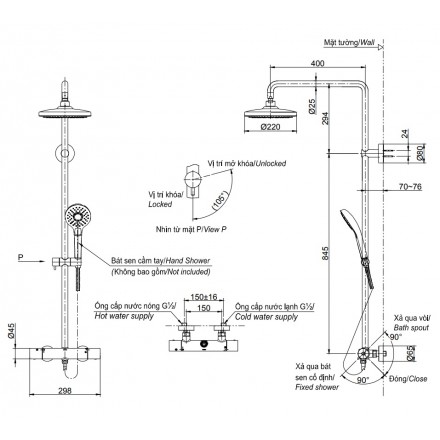 Mặt tường/Wall
400
Ø25
294
Ø220
24
Ø80
Vị trí mở khóa/Unlocked
Vị trí khóa/
Locked
(105°)
Nhìn từ mặt P/View P
70~76
P
Bát sen cầm tay/Hand Shower
(Không bao gồm/Not included)
845
Ống cấp nước nóng G½/
Hot water supply
150±16
150
Ống cấp nước lạnh G½/
Cold water supply
Xả qua vòi/
Bath spout
90°
Ø45
298
Xả qua bát
sen cố định/
Fixed shower
90°
Đóng/Close
Ø65